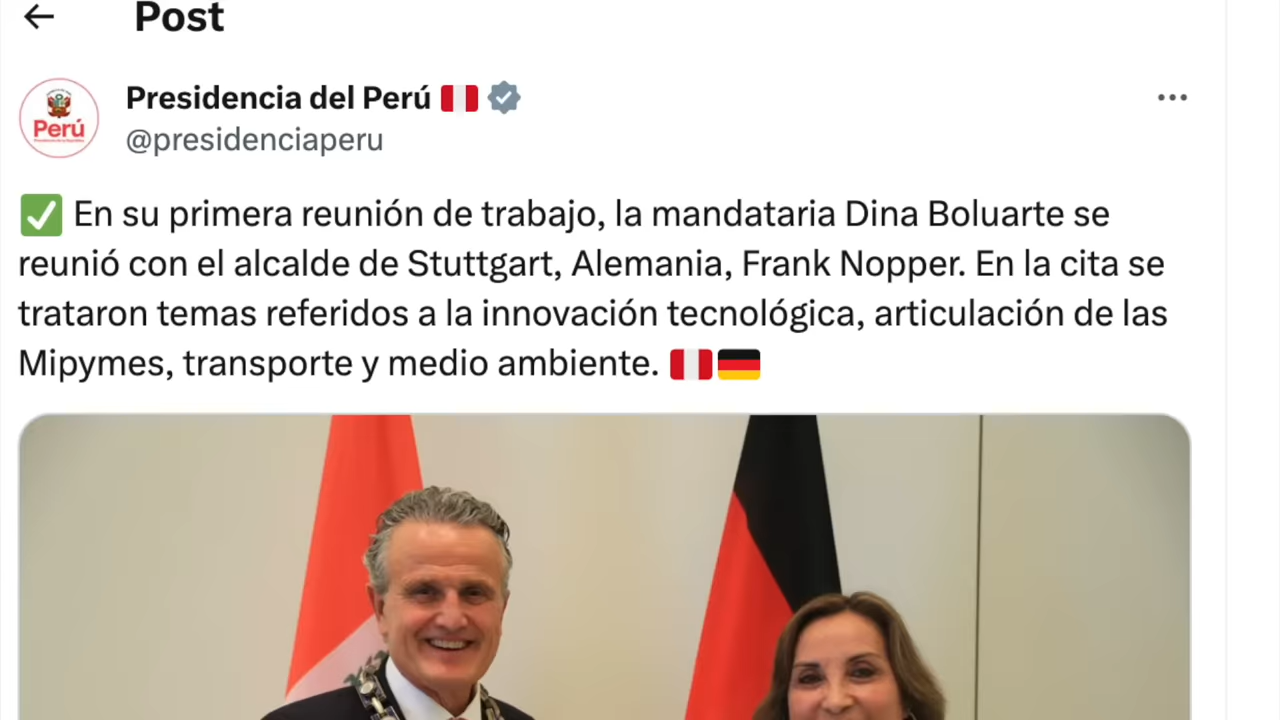 Post
Presidencia del Perú
Perú
@presidenciaperu
En su primera reunión de trabajo, la mandataria Dina Boluarte se
reunió con el alcalde de Stuttgart, Alemania, Frank Nopper. En la cita se
trataron temas referidos a la innovación tecnológica, articulación de las
Mipymes, transporte y medio ambiente.